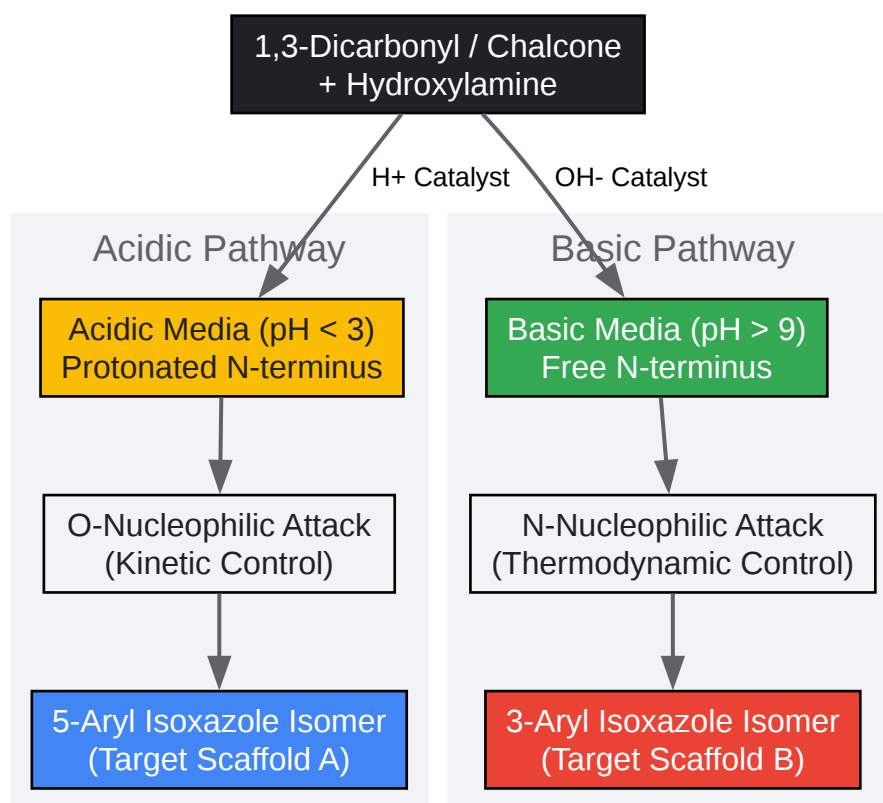 1,3-Dicarbonyl / Chalcone
+ Hydroxylamine
H+ Catalyst
OH- Catalyst
Acidic Pathway
Basic Pathway
Acidic Media (pH < 3)
Protonated N-terminus
Basic Media (pH > 9)
Free N-terminus
O-Nucleophilic Attack
(Kinetic Control)
N-Nucleophilic Attack
(Thermodynamic Control)
5-Aryl Isoxazole Isomer
(Target Scaffold A)
3-Aryl Isoxazole Isomer
(Target Scaffold B)